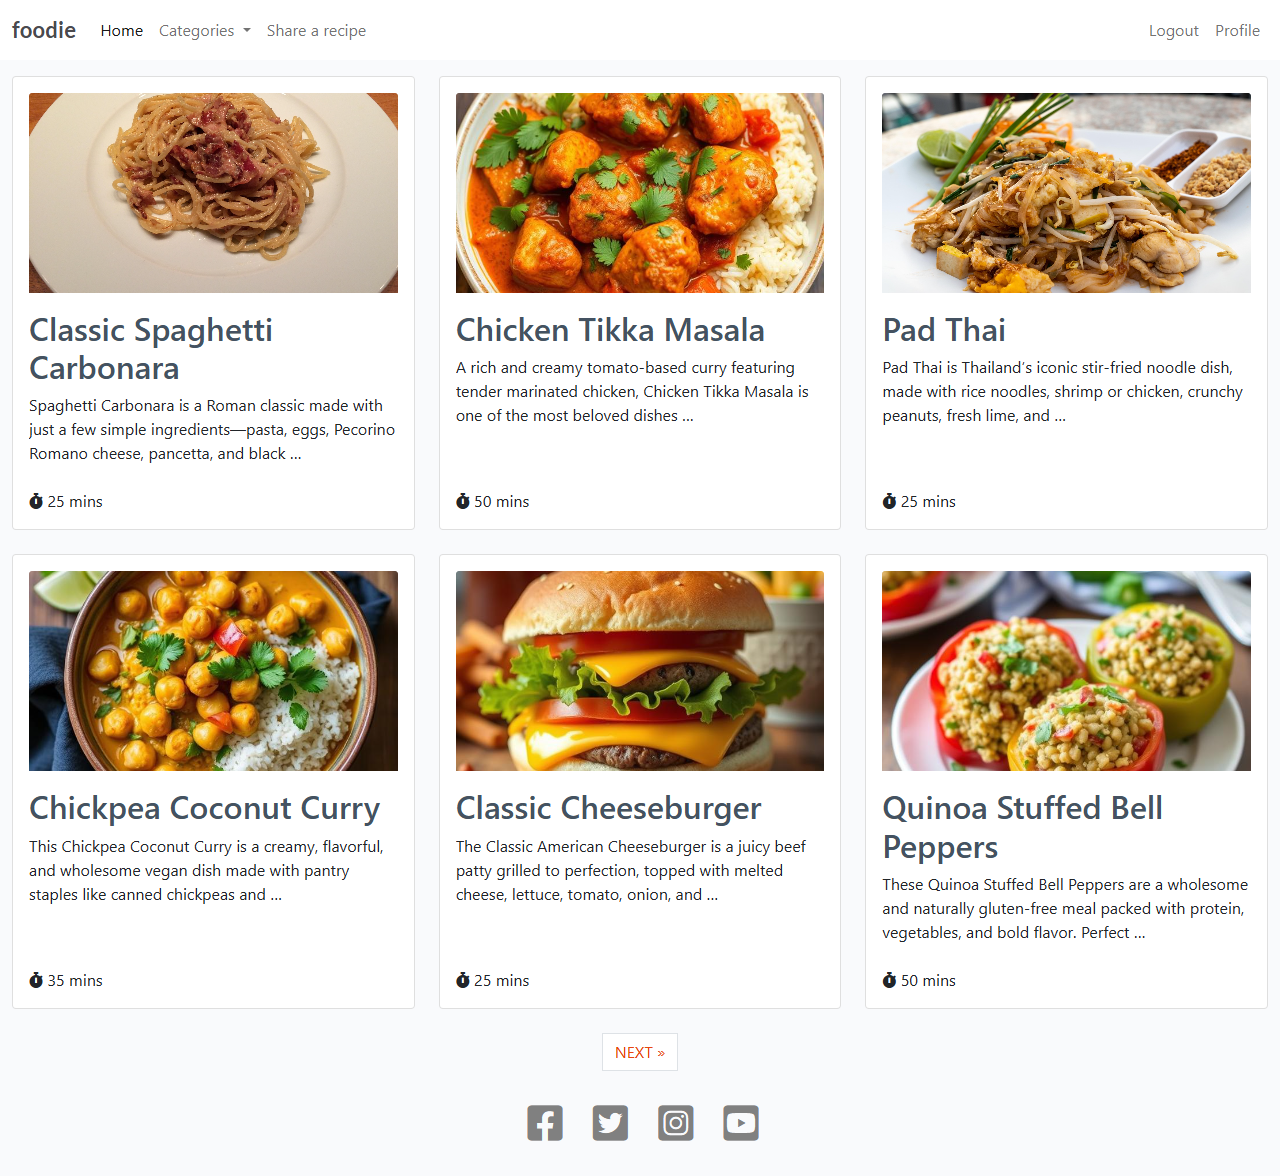 foodie Home Categories Share a recipe Logout Profile
Classic Spaghetti
Carbonara
Spaghetti Carbonara is a Roman classic made with
just a few simple ingredients—pasta, eggs, Pecorino
Romano cheese, pancetta, and black ...
25 mins
Chicken Tikka Masala
A rich and creamy tomato-based curry featuring
tender marinated chicken, Chicken Tikka Masala is
one of the most beloved dishes ...
50 mins
Pad Thai
Pad Thai is Thailand’s iconic stir-fried noodle dish,
made with rice noodles, shrimp or chicken, crunchy
peanuts, fresh lime, and ...
25 mins
Chickpea Coconut Curry
This Chickpea Coconut Curry is a creamy, flavorful,
and wholesome vegan dish made with pantry
staples like canned chickpeas and ...
35 mins
Classic Cheeseburger
The Classic American Cheeseburger is a juicy beef
patty grilled to perfection, topped with melted
cheese, lettuce, tomato, onion, and ...
25 mins
Quinoa Stuffed Bell
Peppers
These Quinoa Stuffed Bell Peppers are a wholesome
and naturally gluten-free meal packed with protein,
vegetables, and bold flavor. Perfect ...
50 mins
NEXT »